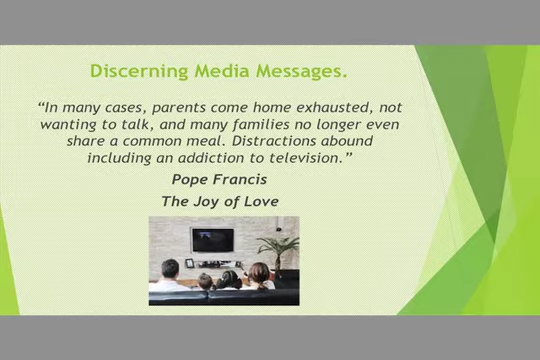 Discerning Media Messages.
“In many cases, parents come home exhausted, not
wanting to talk, and many families no longer even
share a common meal. Distractions abound
including an addiction to television.”
Pope Francis
The Joy of Love